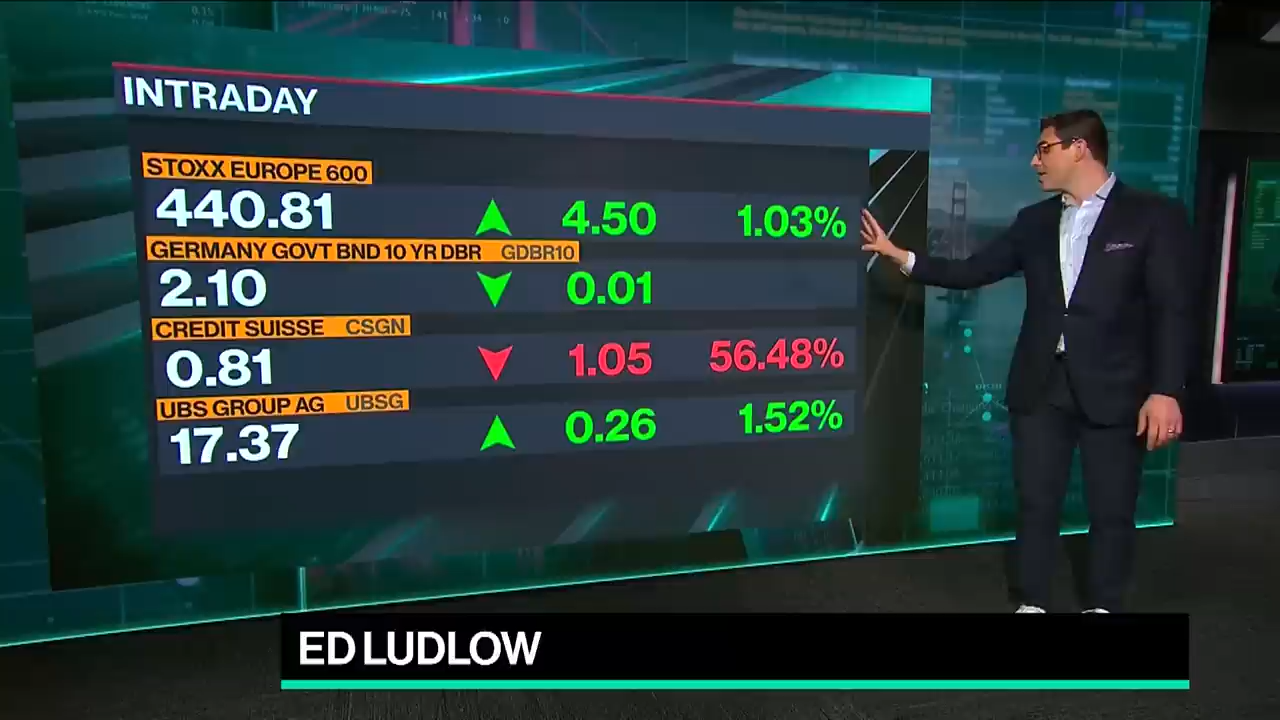 INTRADAY
STOXX EUROPE 600
440.81 4.50 1.03%
GERMANY GOVT BND 10 YR DBR GDBR10
2.10 0.01
CREDIT SUISSE CSGN
0.81 1.05 56.48%
UBS GROUP AG UBSG
17.37 0.26 1.52%
ED LUDLOW